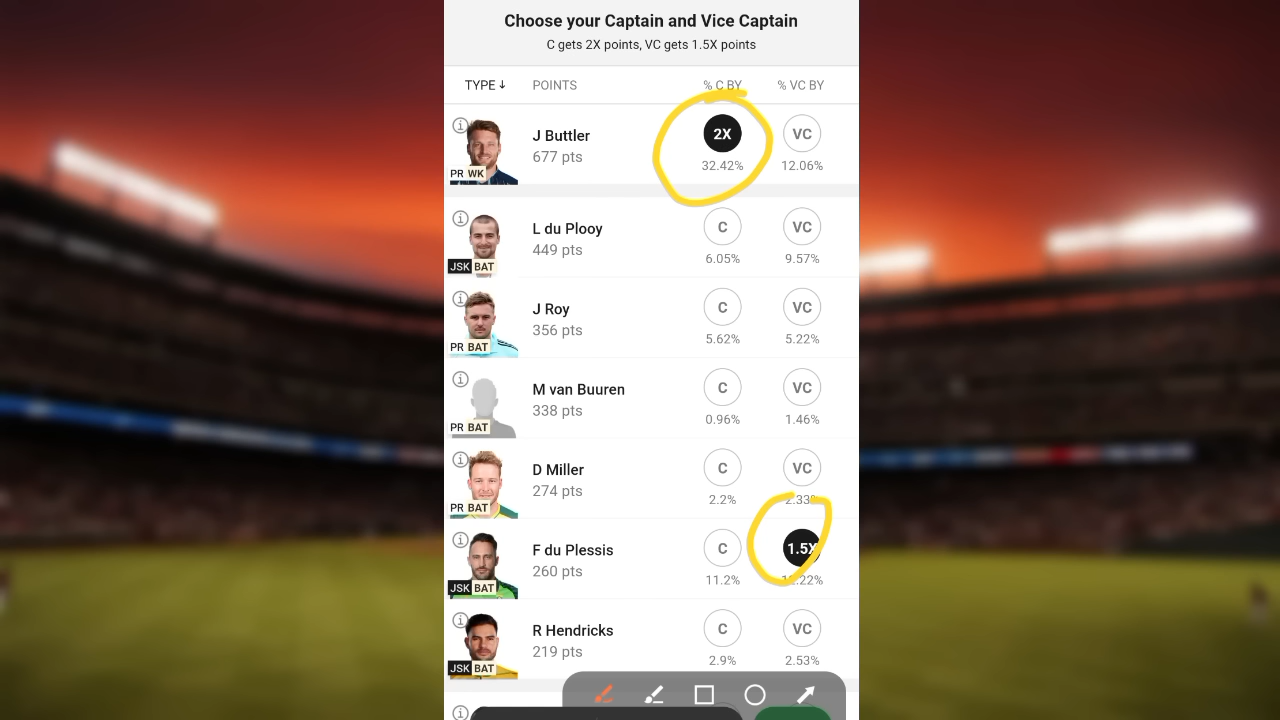 Choose your Captain and Vice Captain
C gets 2X points, VC gets 1.5X points
TYPE ↓ POINTS % C BY % VC BY
J Buttler
677 pts
2X VC
32.42% 12.06%
PR WK
L du Plooy
449 pts
C VC
6.05% 9.57%
JSK BAT
J Roy
356 pts
C VC
5.62% 5.22%
PR BAT
M van Buuren
338 pts
C VC
0.96% 1.46%
PR BAT
D Miller
274 pts
C VC
2.2% 2.33%
PR BAT
F du Plessis
260 pts
C 1.5X
11.2%
JSK BAT
R Hendricks
219 pts
C VC
2.9% 2.53%
JSK BAT